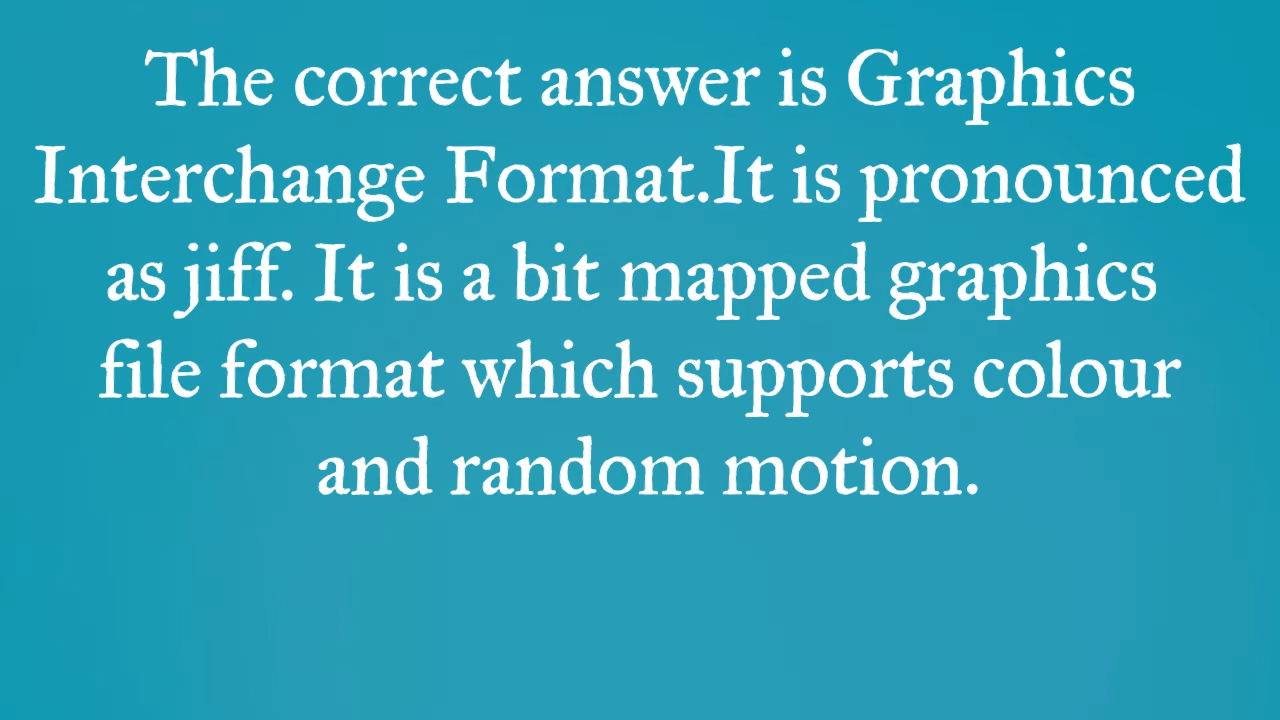 The correct answer is Graphics
Interchange Format.It is pronounced
as jiff. It is a bit mapped graphics
file format which supports colour
and random motion.